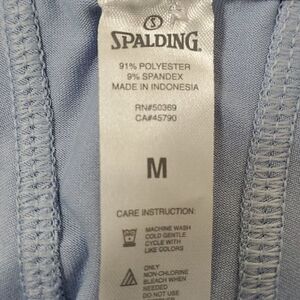 SPALDING.
91% POLYESTER
9% SPANDEX
MADE IN INDONESIA
RN#50369
CA#45790
M
CARE INSTRUCTION:
MACHINE WASH
COLD GENTLE
CYCLE WITH
LIKE COLORS
ONLY
NON-CHLORINE
BLEACH WHEN
NEEDED
DO NOT USE